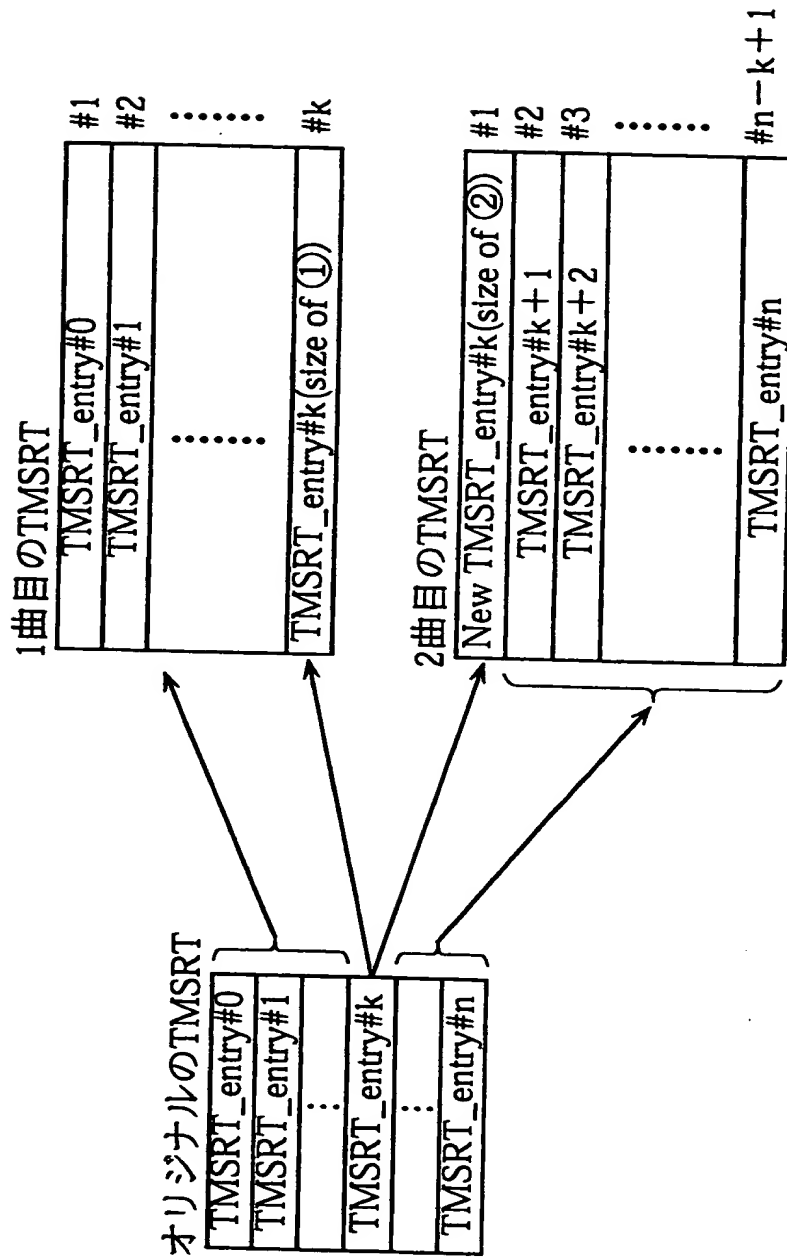 オリジナルのTMSRT
TMSRT_entry#0
TMSRT_entry#1
⋯
TMSRT_entry#k
⋯
TMSRT_entry#n
1曲目のTMSRT
TMSRT_entry#0 #1
TMSRT_entry#1 #2
⋯⋯ ⋯⋯
TMSRT_entry#k(size of ①)) #k
2曲目のTMSRT
New TMSRT_entry#k(size of ②)) #1
TMSRT_entry#k+1 #2
TMSRT_entry#k+2 #3
⋯⋯ ⋯⋯
TMSRT_entry#n #n−k+1